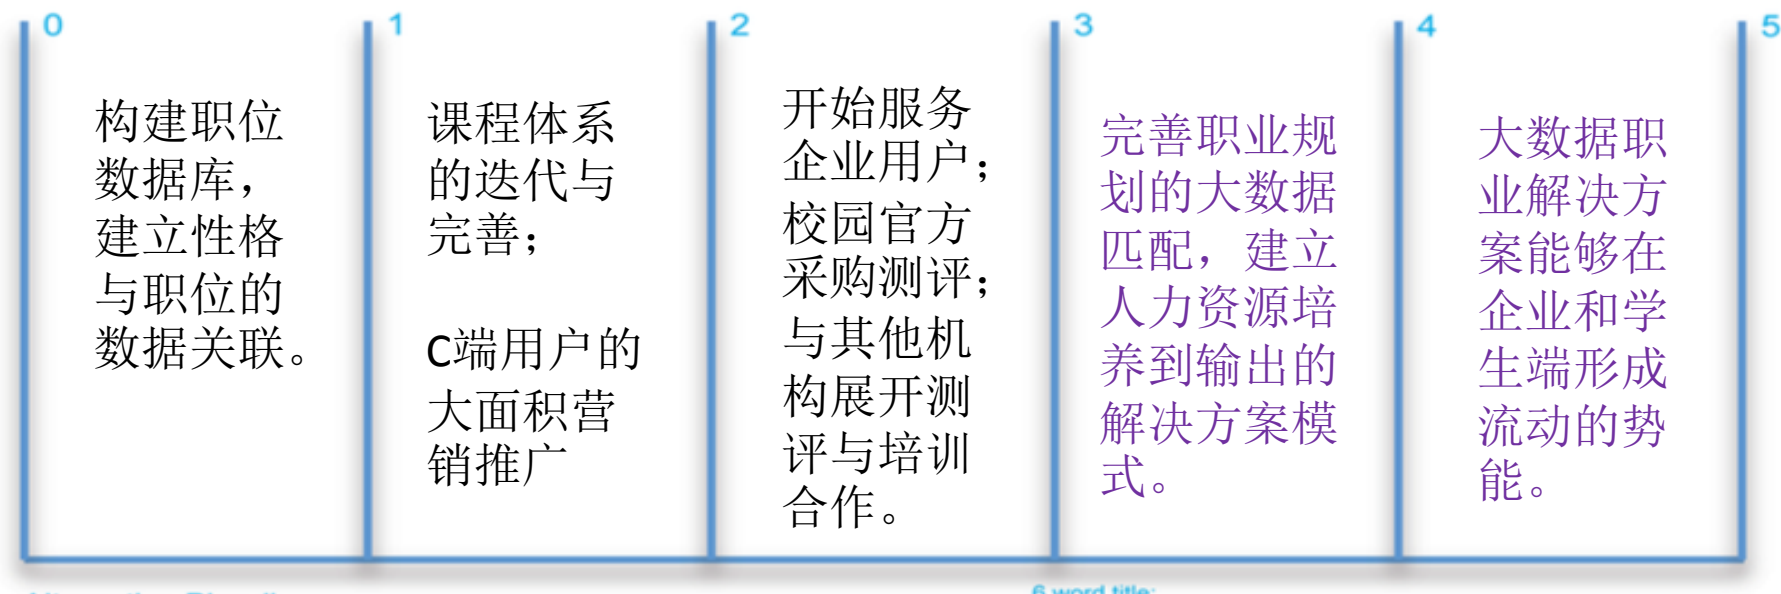 0
1
2
3
4
5
构建职位
数据库，
建立性格
与职位的
数据关联。
课程体系
的迭代与
完善；
C端用户的
大面积营
销推广
开始服务
企业用户；
校园官方
采购测评；
与其他机
构展开测
评与培训
合作。
完善职业规
划的大数据
匹配，建立
人力资源培
养到输出的
解决方案模
式。
大数据职
业解决方
案能够在
企业和学
生端形成
流动的势
能。
6 word title: